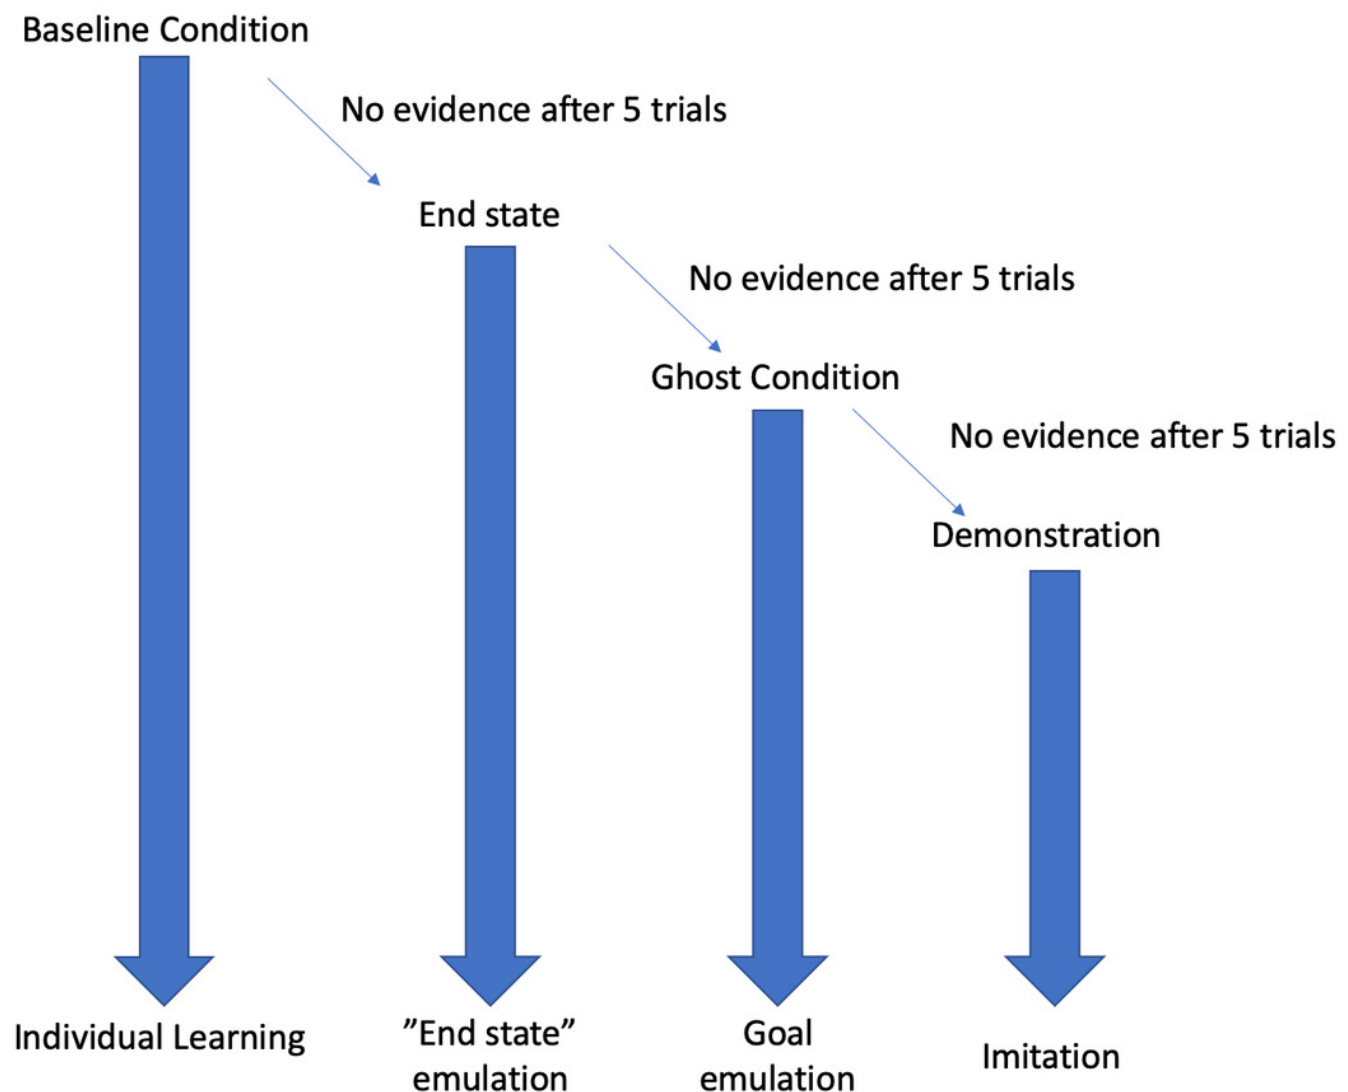 Baseline Condition
No evidence after 5 trials
End state
No evidence after 5 trials
Ghost Condition
No evidence after 5 trials
Demonstration
Individual Learning
”End state”
emulation
Goal
emulation
Imitation